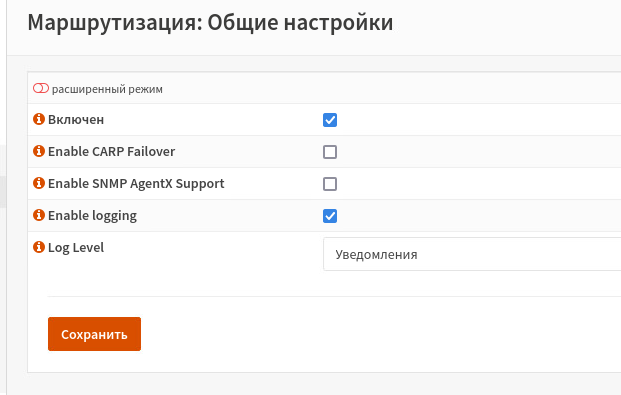 Маршрутизация: Общие настройки
расширенный режим
Включен
Enable CARP Failover
Enable SNMP AgentX Support
Enable logging
Log Level
Уведомления
Сохранить